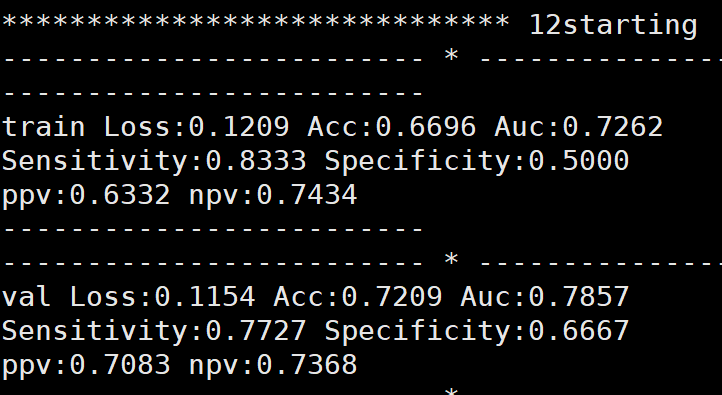 ****************************** 12starting
------------------------- * ---------------
-------------------------
train Loss:0.1209 Acc:0.6696 Auc:0.7262
Sensitivity:0.8333 Specificity:0.5000
ppv:0.6332 npv:0.7434
-------------------------
------------------------- * ---------------
val Loss:0.1154 Acc:0.7209 Auc:0.7857
Sensitivity:0.7727 Specificity:0.6667
ppv:0.7083 npv:0.7368